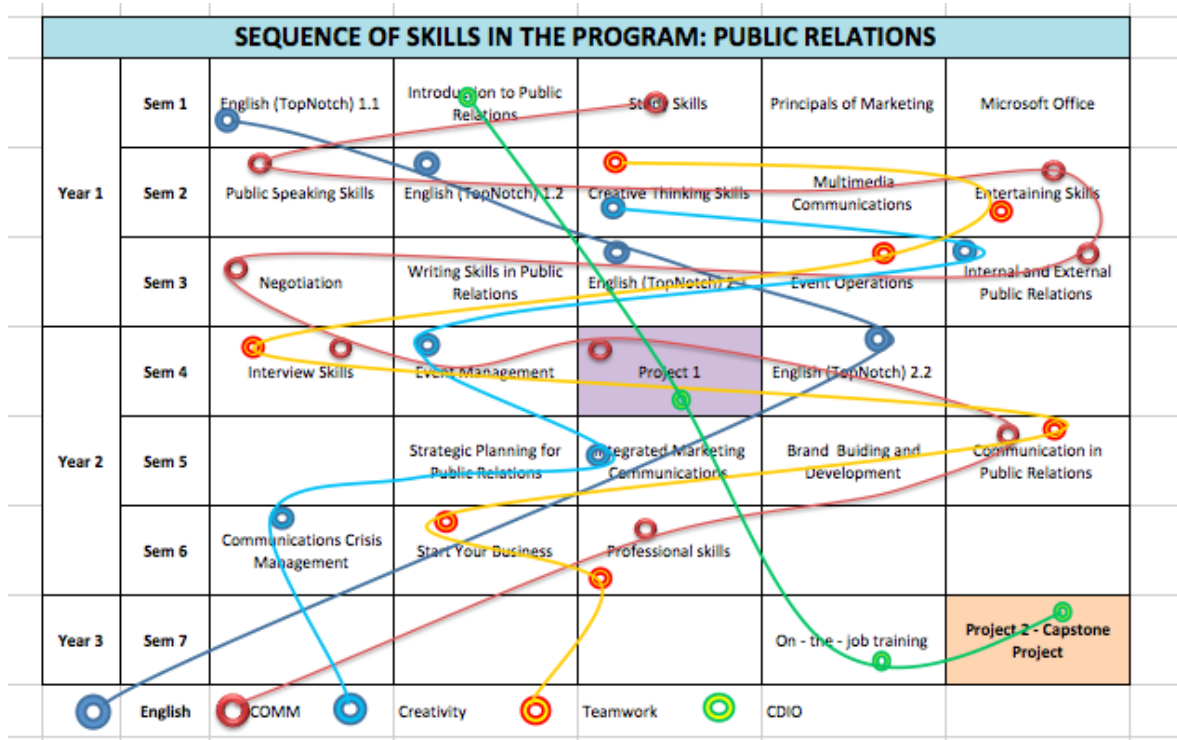 SEQUENCE OF SKILLS IN THE PROGRAM: PUBLIC RELATIONS
Year 1
Sem 1
English (TopNotch) 1.1
Introduction to Public
Relations
Study Skills
Principals of Marketing
Microsoft Office
Sem 2
Public Speaking Skills
English (TopNotch) 1.2
Creative Thinking Skills
Multimedia
Communications
Entertaining Skills
Sem 3
Negotiation
Writing Skills in Public
Relations
English (TopNotch) 2.1
Event Operations
Internal and External
Public Relations
Year 2
Sem 4
Interview Skills
Event Management
Project 1
English (TopNotch) 2.2
Sem 5
Strategic Planning for
Public Relations
Integrated Marketing
Communications
Brand Buiding and
Development
Communication in
Public Relations
Sem 6
Communications Crisis
Management
Start Your Business
Professional skills
Year 3
Sem 7
On - the - job training
Project 2 - Capstone
Project
English
COMM
Creativity
Teamwork
CDIO